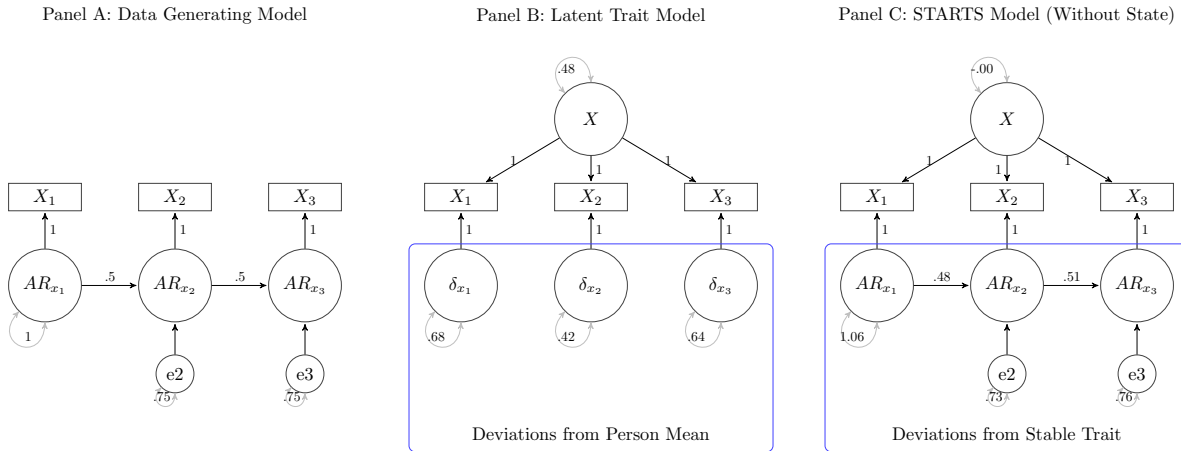 Panel A: Data Generating Model
X1
X2
X3
1
1
1
ARx1
.5
ARx2
.5
ARx3
1
e2
e3
.75
.75
Panel B: Latent Trait Model
.48
X
1
1
1
X1
X2
X3
1
1
1
δx1
δx2
δx3
.68
.42
.64
Deviations from Person Mean
Panel C: STARTS Model (Without State)
-.00
X
1
1
1
X1
X2
X3
1
1
1
ARx1
.48
ARx2
.51
ARx3
1.06
e2
e3
.73
.76
Deviations from Stable Trait